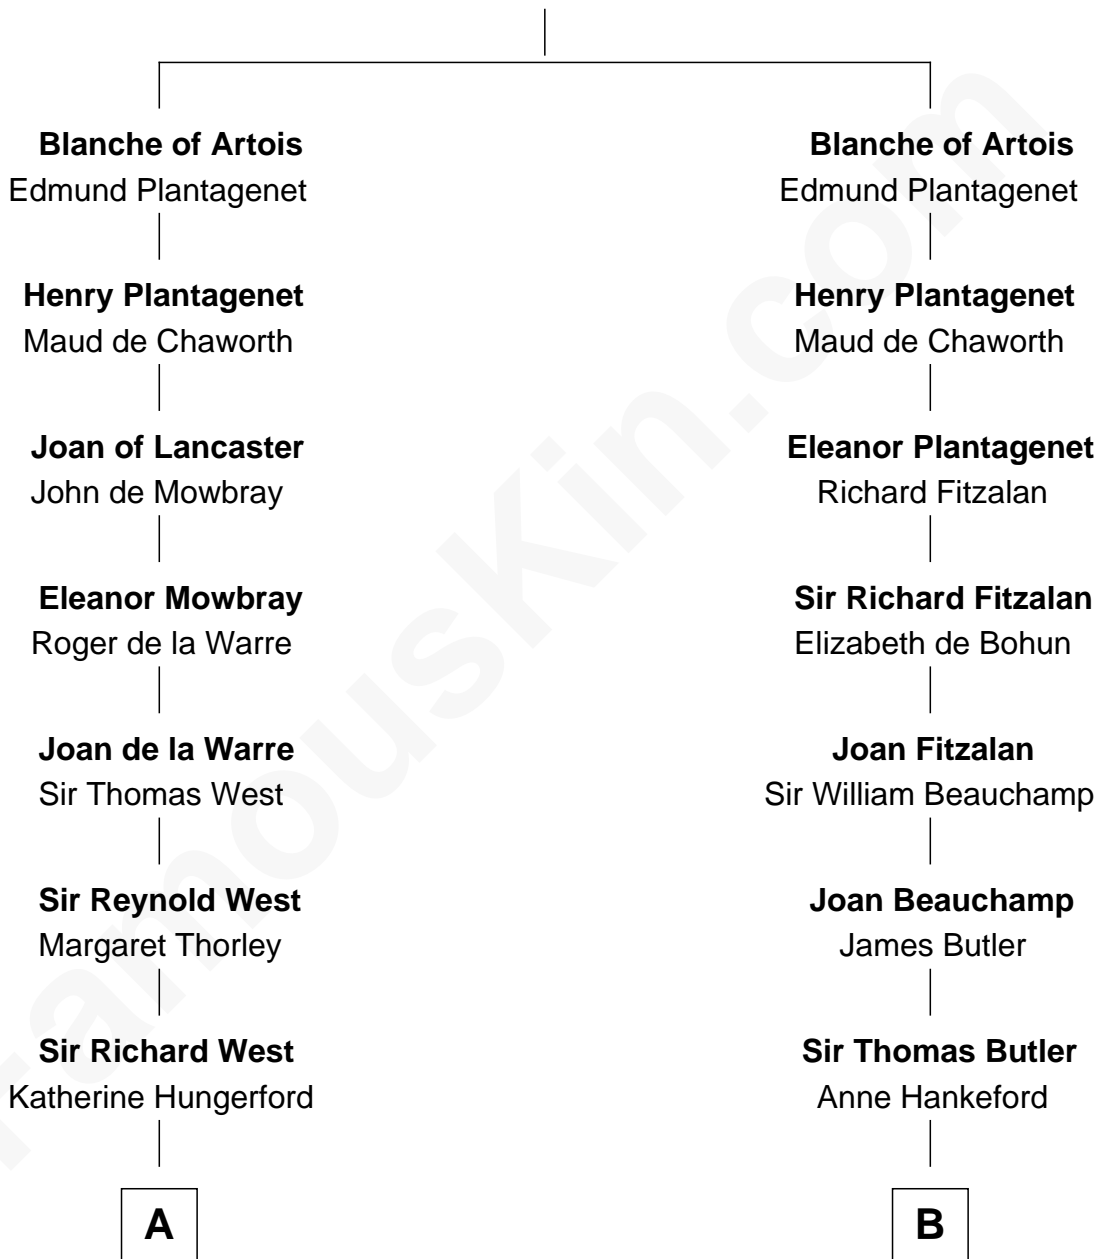 Blanche of Artois
Edmund Plantagenet
Henry Plantagenet
Maud de Chaworth
Joan of Lancaster
John de Mowbray
Eleanor Mowbray
Roger de la Warre
Joan de la Warre
Sir Thomas West
Sir Reynold West
Margaret Thorley
Sir Richard West
Katherine Hungerford
A
Blanche of Artois
Edmund Plantagenet
Henry Plantagenet
Maud de Chaworth
Eleanor Plantagenet
Richard Fitzalan
Sir Richard Fitzalan
Elizabeth de Bohun
Joan Fitzalan
Sir William Beauchamp
Joan Beauchamp
James Butler
Sir Thomas Butler
Anne Hankeford
B
FamousKin.com